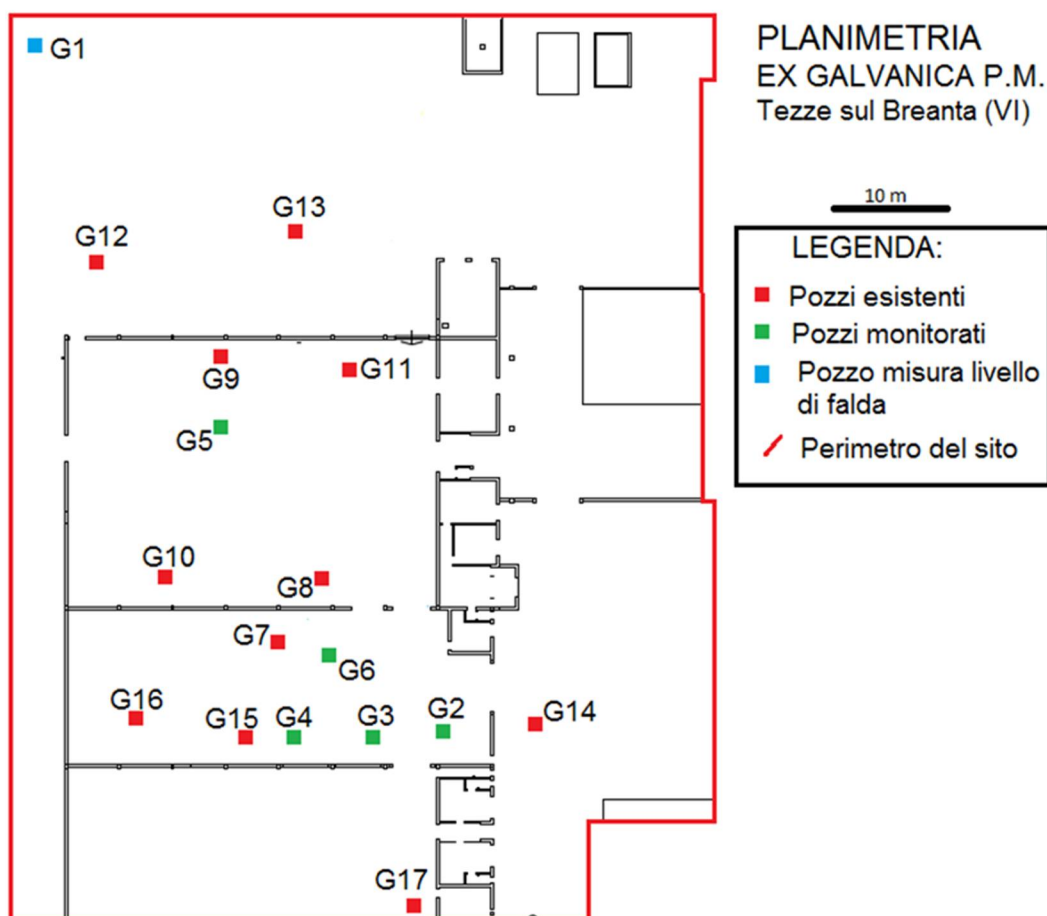 PLANIMETRIA
EX GALVANICA P.M.
Tezze sul Breanta (VI)
10 m
LEGENDA:
Pozzi esistenti
Pozzi monitorati
Pozzo misura livello
di falda
Perimetro del sito
G1
G13
G12
G9
G11
G5
G10
G8
G7
G6
G16
G15
G4
G3
G2
G14
G17